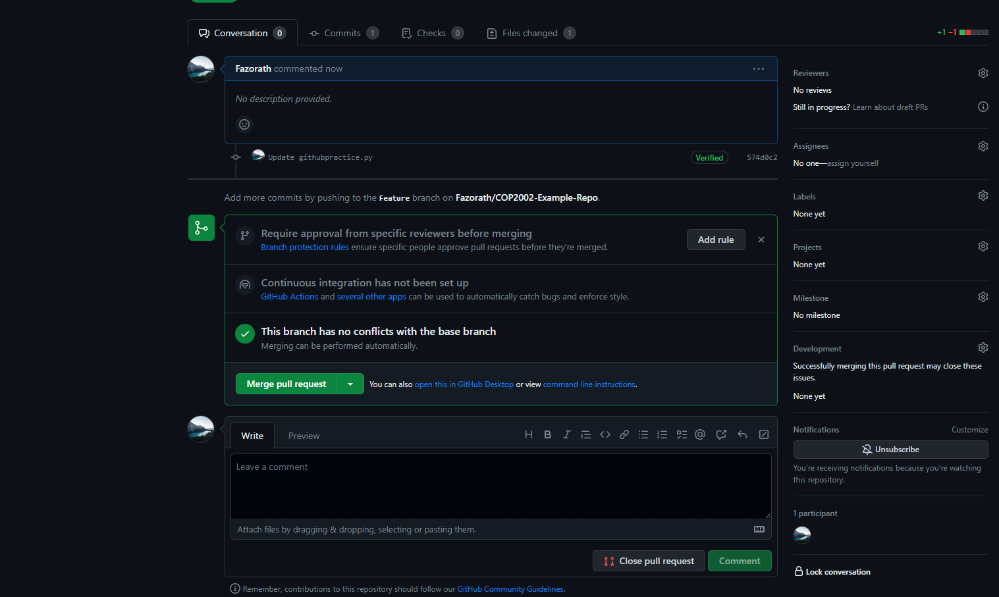 Conversation 0 Commits 1 Checks 0 Files changed 1 +1 −1
Fazorath commented now
No description provided.
Update githubpractice.py Verified 574d0c2
Add more commits by pushing to the Feature branch on Fazorath/COP2002-Example-Repo.
Require approval from specific reviewers before merging
Branch protection rules ensure specific people approve pull requests before they're merged.
Add rule
Continuous integration has not been set up
GitHub Actions and several other apps can be used to automatically catch bugs and enforce style.
This branch has no conflicts with the base branch
Merging can be performed automatically.
Merge pull request You can also open this in GitHub Desktop or view command line instructions.
Write Preview
Leave a comment
Attach files by dragging & dropping, selecting or pasting them.
Close pull request Comment
Remember, contributions to this repository should follow our GitHub Community Guidelines.
Reviewers
No reviews
Still in progress? Learn about draft PRs
Assignees
No one—assign yourself
Labels
None yet
Projects
None yet
Milestone
No milestone
Development
Successfully merging this pull request may close these
issues.
None yet
Notifications Customize
Unsubscribe
You're receiving notifications because you're watching
this repository.
1 participant
Lock conversation